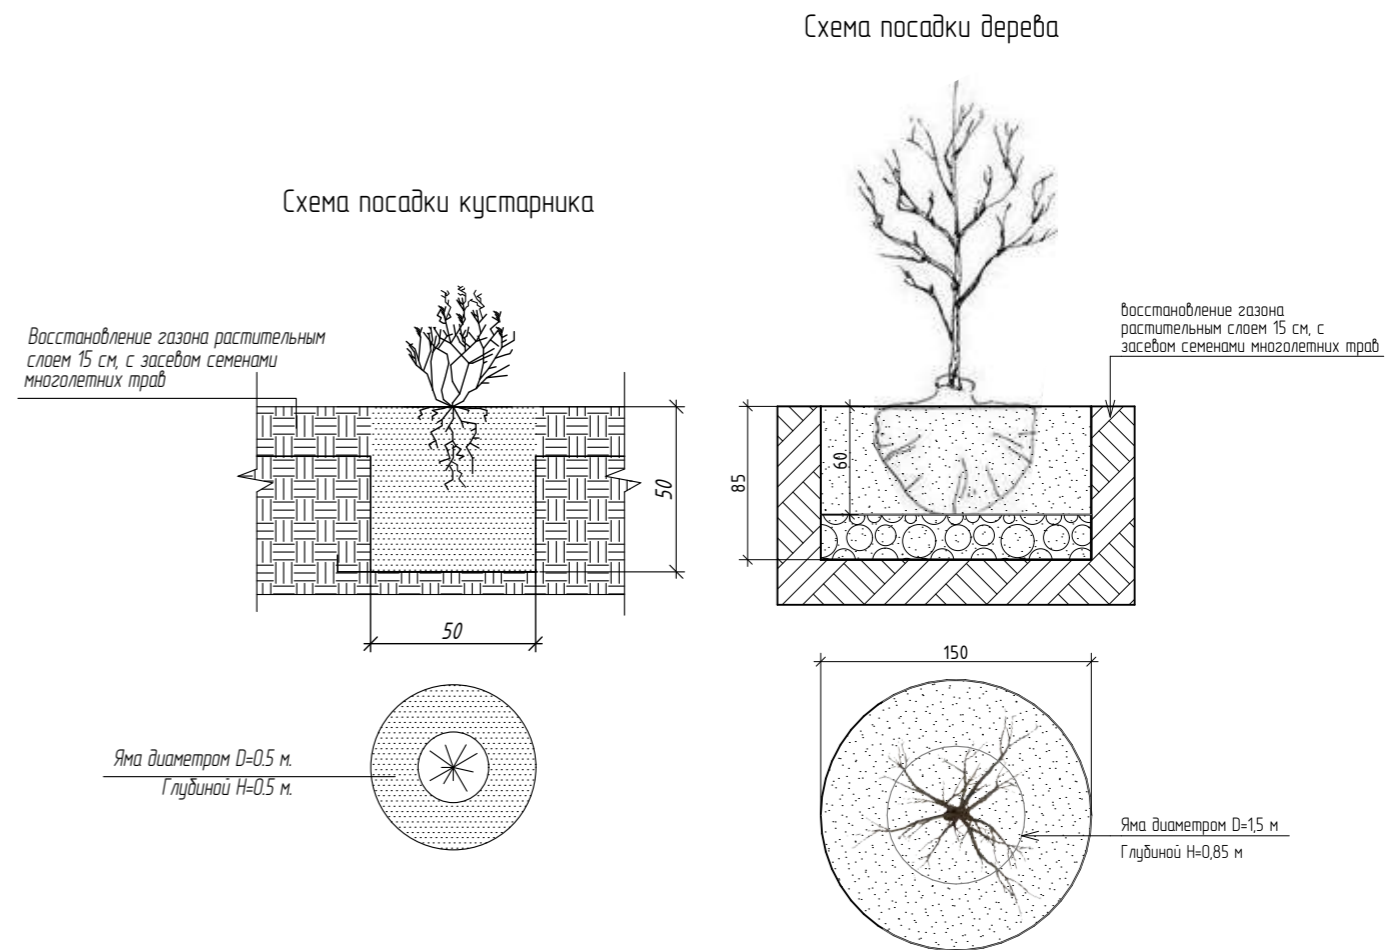 Схема посадки дерева
Схема посадки кустарника
Восстановление газона растительным
слоем 15 см, с засевом семенами
многолетних трав
восстановление газона
растительным слоем 15 см, с
засевом семенами многолетних трав
50
60
85
50
150
Яма диаметром D=0.5 м.
Глубиной H=0.5 м.
Яма диаметром D=1,5 м
Глубиной H=0,85 м